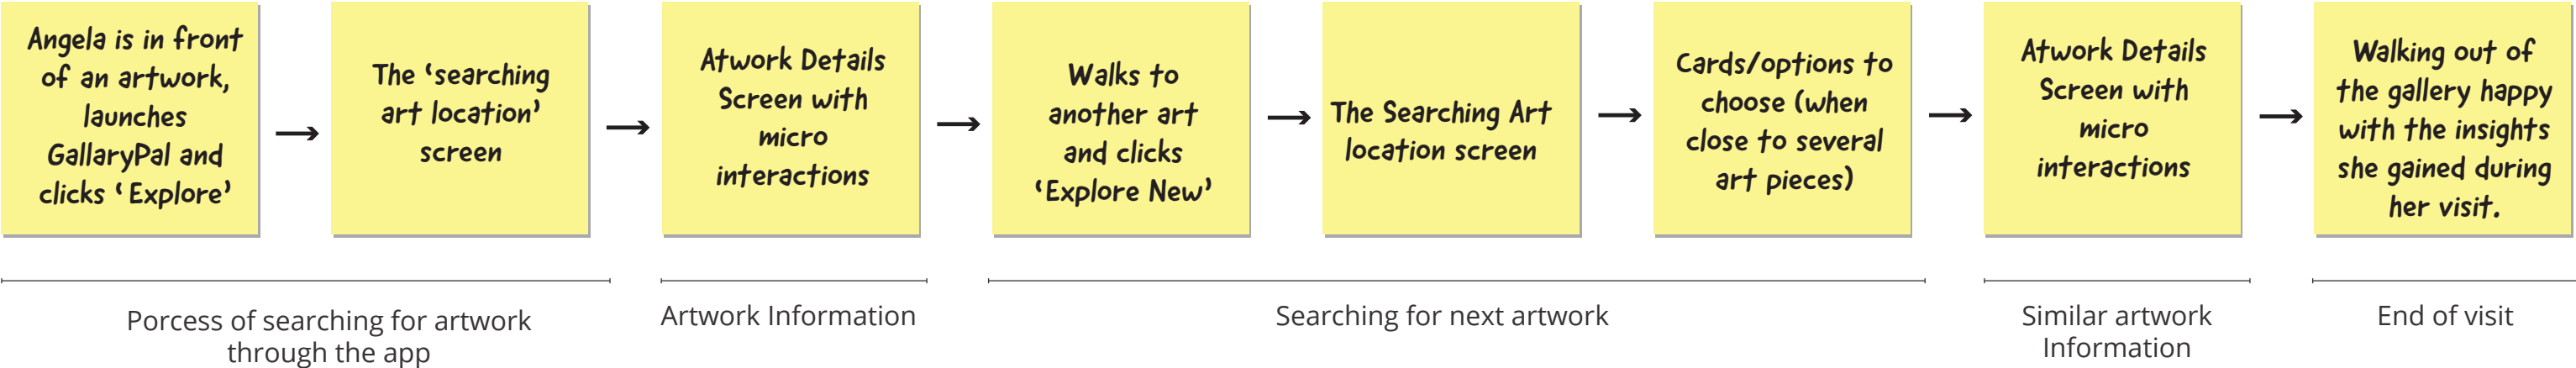 Angela is in front
of an artwork,
launches
GallaryPal and
clicks ‘ Explore’
The ‘searching
art location’
screen
Atwork Details
Screen with
micro
interactions
Walks to
another art
and clicks
‘Explore New’
The Searching Art
location screen
Cards/options to
choose (when
close to several
art pieces)
Atwork Details
Screen with
micro
interactions
Walking out of
the gallery happy
with the insights
she gained during
her visit.
Porcess of searching for artwork
through the app
Artwork Information
Searching for next artwork
Similar artwork
Information
End of visit